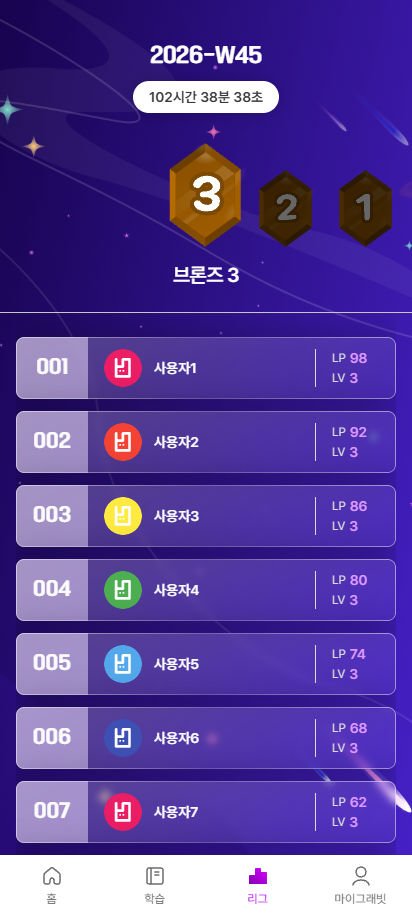 2026-W45
102시간 38분 38초
3
2
1
브론즈 3
001
사용자1
LP 98
LV 3
002
사용자2
LP 92
LV 3
003
사용자3
LP 86
LV 3
004
사용자4
LP 80
LV 3
005
사용자5
LP 74
LV 3
006
사용자6
LP 68
LV 3
007
사용자7
LP 62
LV 3
홈
학습
리그
마이그래빗